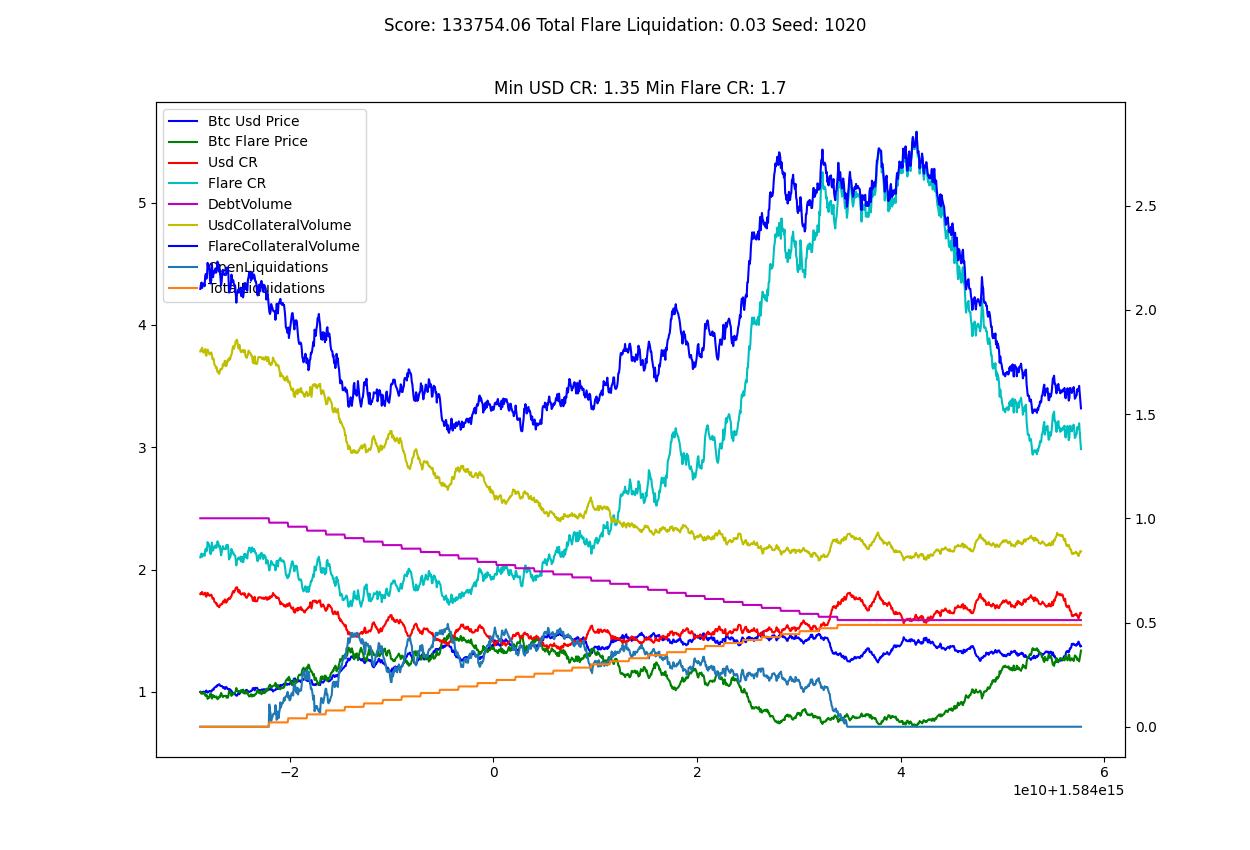 Score: 133754.06 Total Flare Liquidation: 0.03 Seed: 1020
Min USD CR: 1.35 Min Flare CR: 1.7
Btc Usd Price
Btc Flare Price
Usd CR
Flare CR
DebtVolume
UsdCollateralVolume
FlareCollateralVolume
OpenLiquidations
TotalLiquidations
5
4
3
2
1
2.5
2.0
1.5
1.0
0.5
0.0
−2
0
2
4
6
1e10+1.584e15